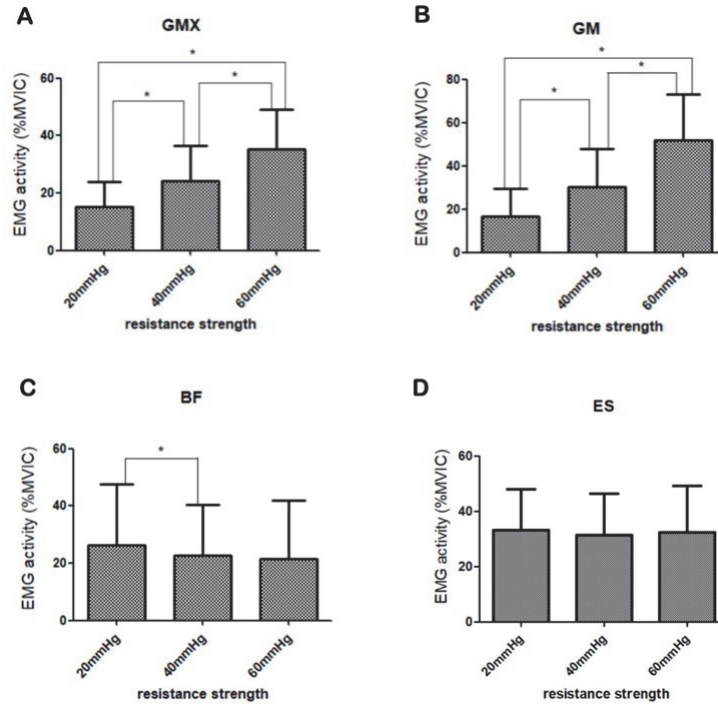 A
GMX
EMG activity (%MVIC)
60
40
20
0
*
*
*
20mmHg
40mmHg
60mmHg
resistance strength
B
GM
EMG activity (%MVIC)
80
60
40
20
0
*
*
*
20mmHg
40mmHg
60mmHg
resistance strength
C
BF
EMG activity (%MVIC)
60
40
20
0
*
20mmHg
40mmHg
60mmHg
resistance strength
D
ES
EMG activity (%MVIC)
60
40
20
0
20mmHg
40mmHg
60mmHg
resistance strength